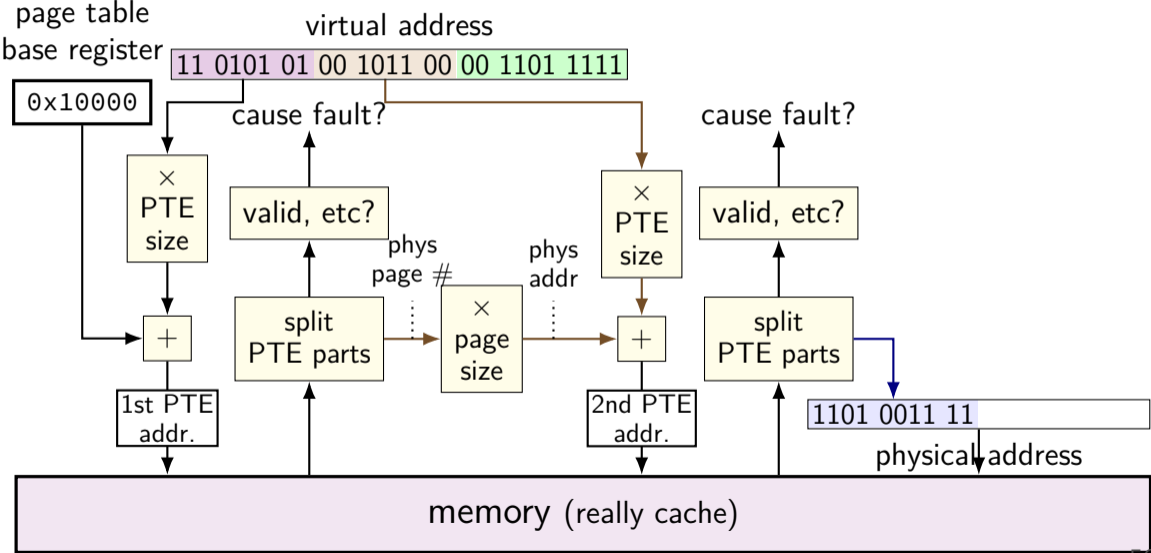 page table
base register
virtual address
11 0101 01 00 1011 00 00 1101 1111
0x10000
cause fault?
cause fault?
×
PTE
size
valid, etc?
×
PTE
size
valid, etc?
phys
page #
phys
addr
+
split
PTE parts
×
page
size
+
split
PTE parts
1st PTE
addr.
2nd PTE
addr.
1101 0011 11
physical address
memory (really cache)